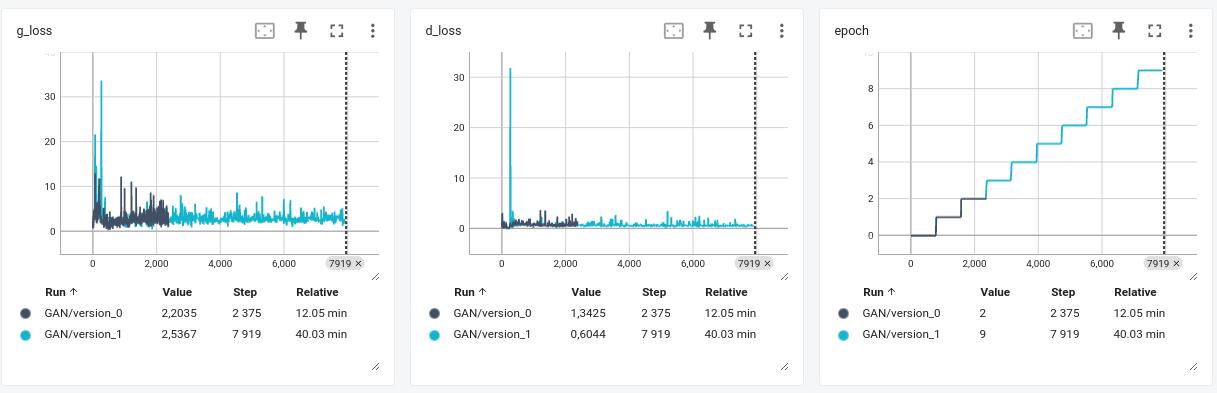 g_loss
30
20
10
0
0 2,000 4,000 6,000 7919 ×
Run ↑ Value Step Relative
GAN/version_0 2,2035 2 375 12.05 min
GAN/version_1 2,5367 7 919 40.03 min
d_loss
30
20
10
0
0 2,000 4,000 6,000 7919 ×
Run ↑ Value Step Relative
GAN/version_0 1,3425 2 375 12.05 min
GAN/version_1 0,6044 7 919 40.03 min
epoch
8
6
4
2
0
0 2,000 4,000 6,000 7919 ×
Run ↑ Value Step Relative
GAN/version_0 2 2 375 12.05 min
GAN/version_1 9 7 919 40.03 min